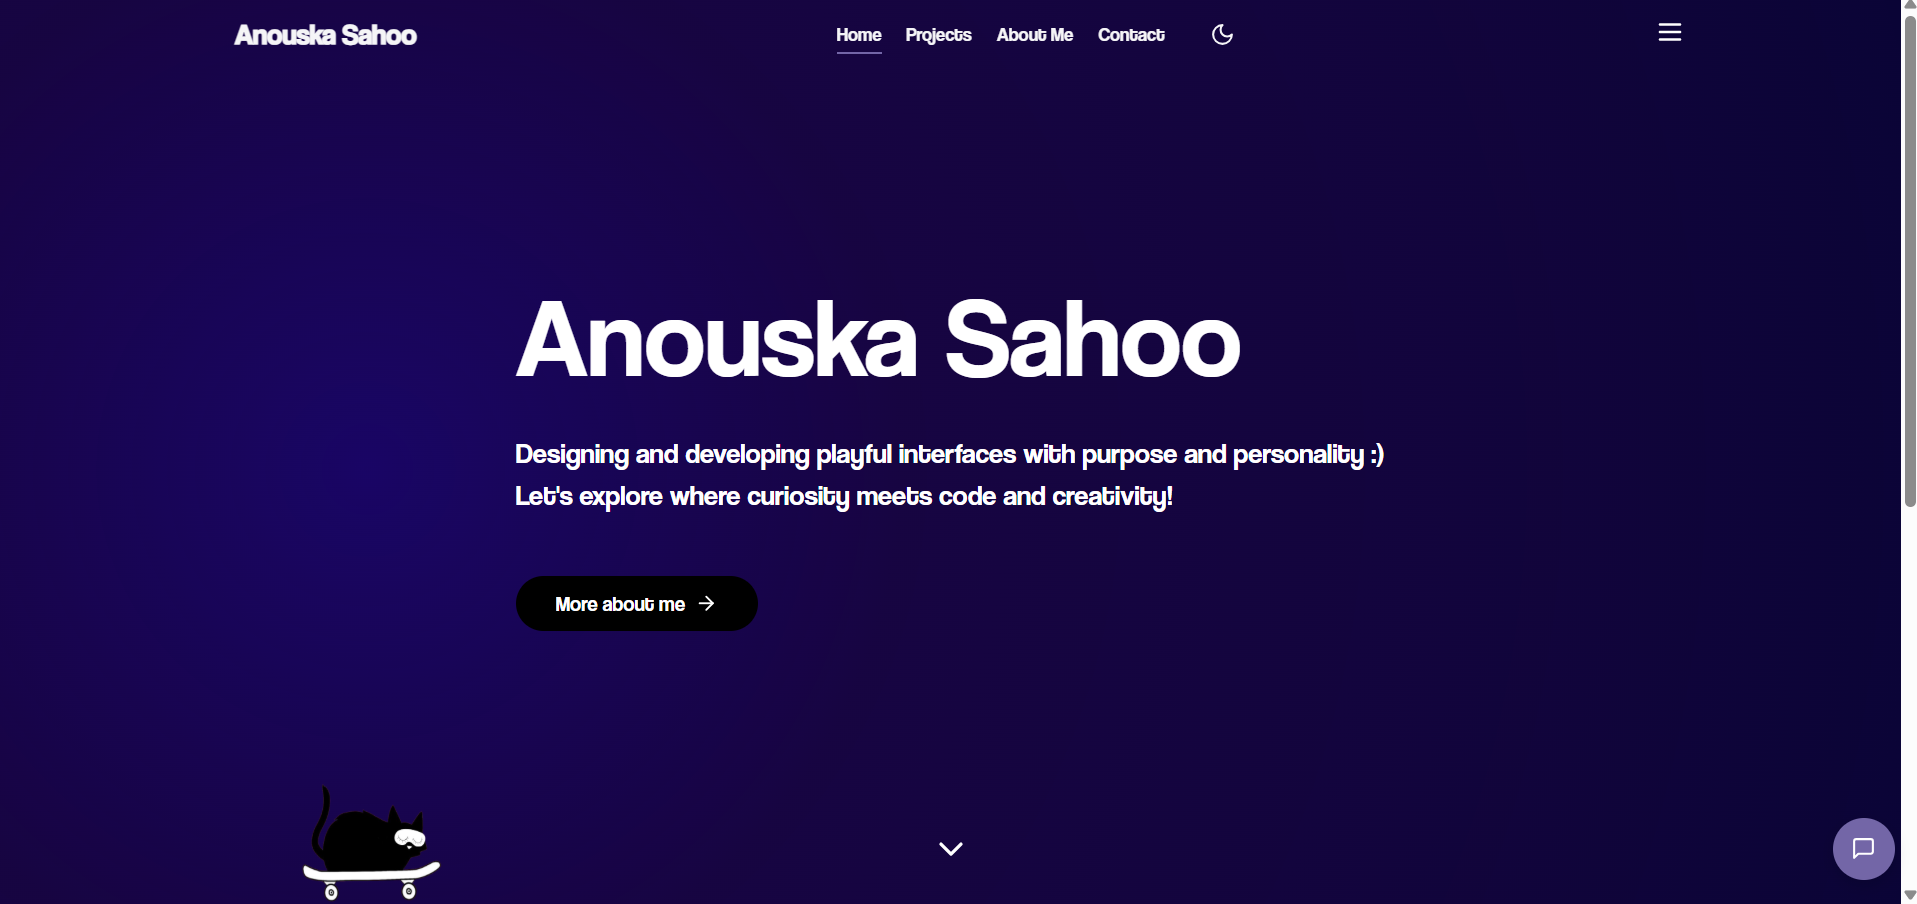 Anouska Sahoo
Home Projects About Me Contact
Anouska Sahoo
Designing and developing playful interfaces with purpose and personality :)
Let's explore where curiosity meets code and creativity!
More about me